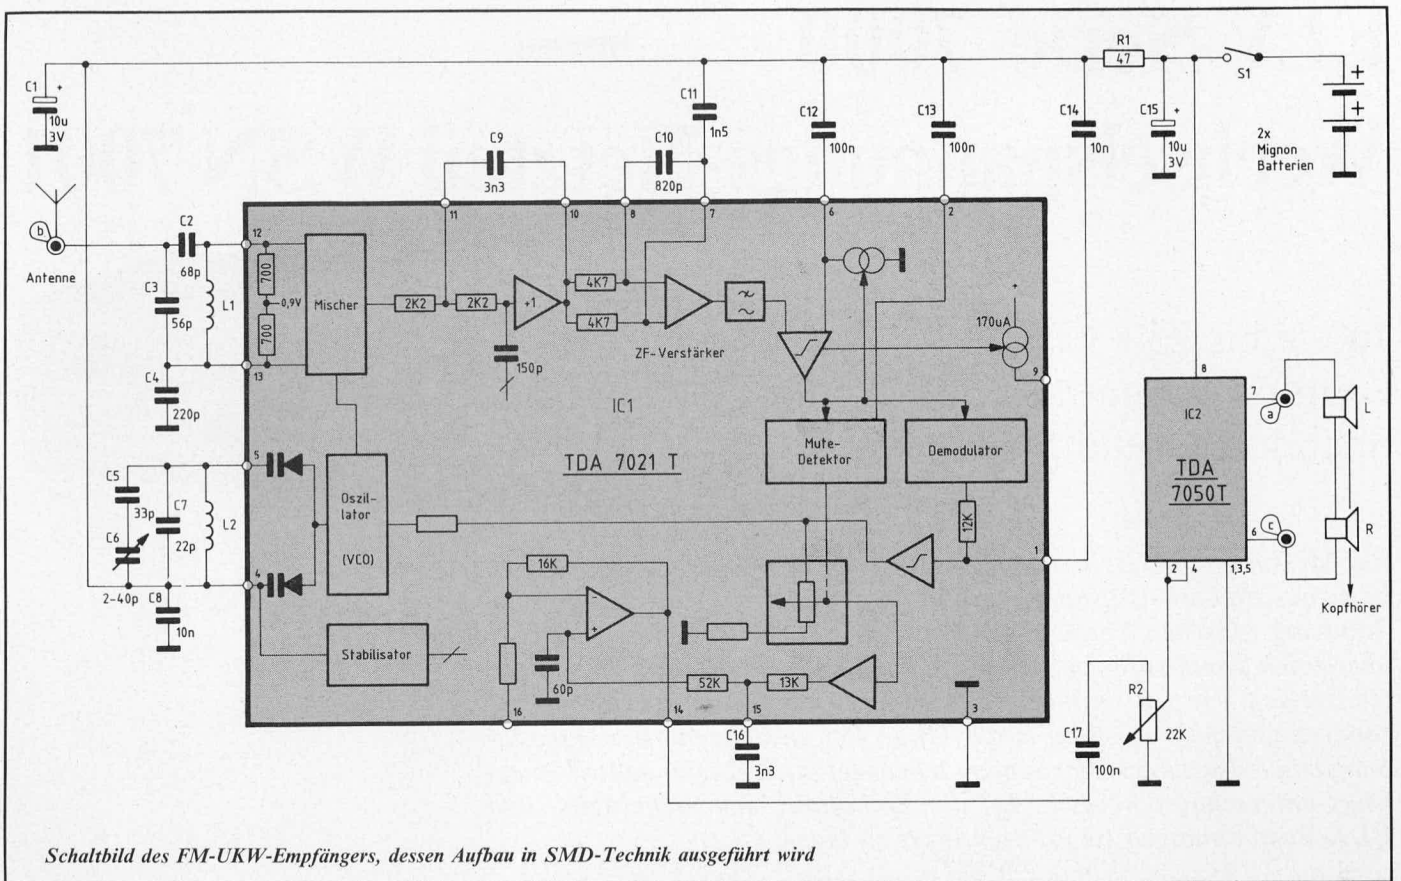 R1
47
S1
C1
+
10u
3V
C11
1n5
C12
100n
C13
100n
C14
10n
C15
+
10u
3V
+
+
2x
Mignon
Batterien
C9
3n3
C10
820p
11
10
8
7
6
2
b
Antenne
C2
68p
C3
56p
L1
C4
220p
12
700
0,9V
700
13
Mischer
2K2
2K2
+1
150p
4K7
4K7
ZF-Verstärker
170uA
+
9
IC1
TDA 7021 T
Mute-
Detektor
Demodulator
12K
1
8
IC2
TDA
7050T
7
a
L
6
c
R
2
4
1,3,5
Kopfhörer
C5
33p
C6
2-40p
C7
22p
L2
C8
10n
5
4
Oszil-
lator
(VCO)
Stabilisator
16K
+
60p
52K
13K
16
14
15
3
C16
3n3
C17
100n
R2
22K
Schaltbild des FM-UKW-Empfängers, dessen Aufbau in SMD-Technik ausgeführt wird